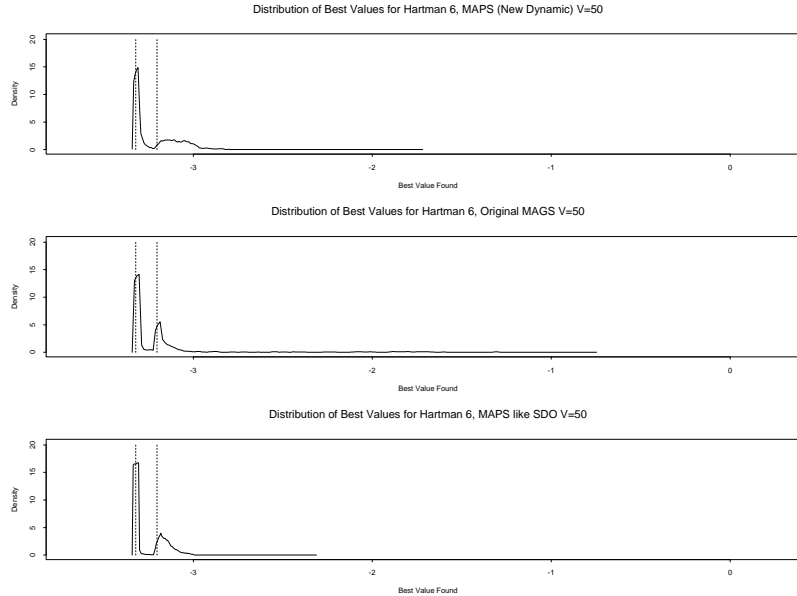 Distribution of Best Values for Hartman 6, MAPS (New Dynamic) V=50
20
15
10
5
0
Density
-3 -2 -1 0
Best Value Found
Distribution of Best Values for Hartman 6, Original MAGS V=50
20
15
10
5
0
Density
-3 -2 -1 0
Best Value Found
Distribution of Best Values for Hartman 6, MAPS like SDO V=50
20
15
10
5
0
Density
-3 -2 -1 0
Best Value Found